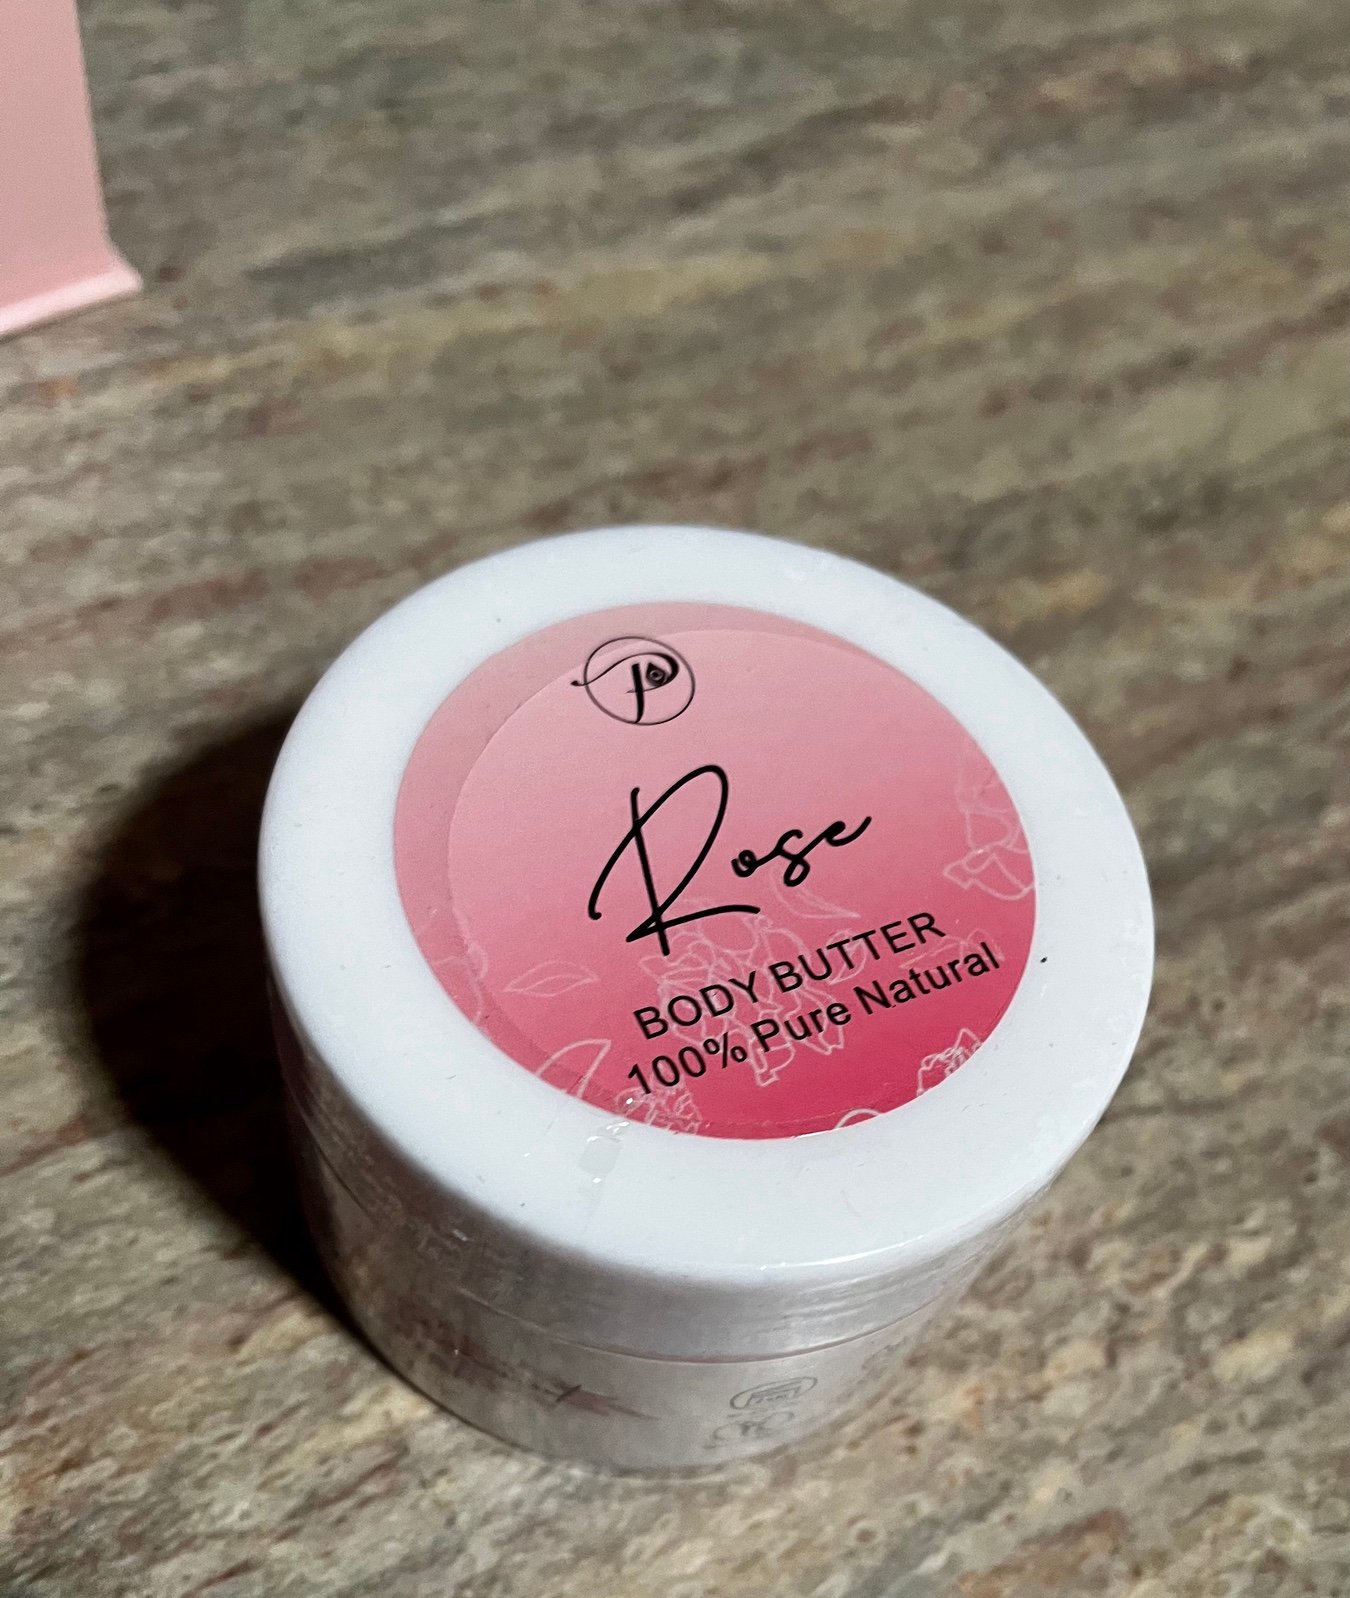 Rose
BODY BUTTER
100% Pure Natural